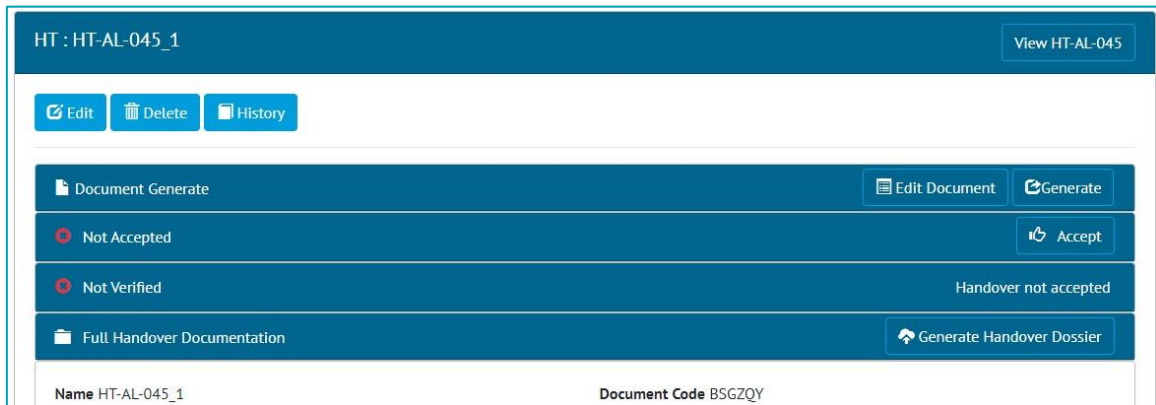 HT : HT-AL-045_1 View HT-AL-045
Edit Delete History
Document Generate Edit Document Generate
Not Accepted Accept
Not Verified Handover not accepted
Full Handover Documentation Generate Handover Dossier
Name HT-AL-045_1 Document Code BSGZQY